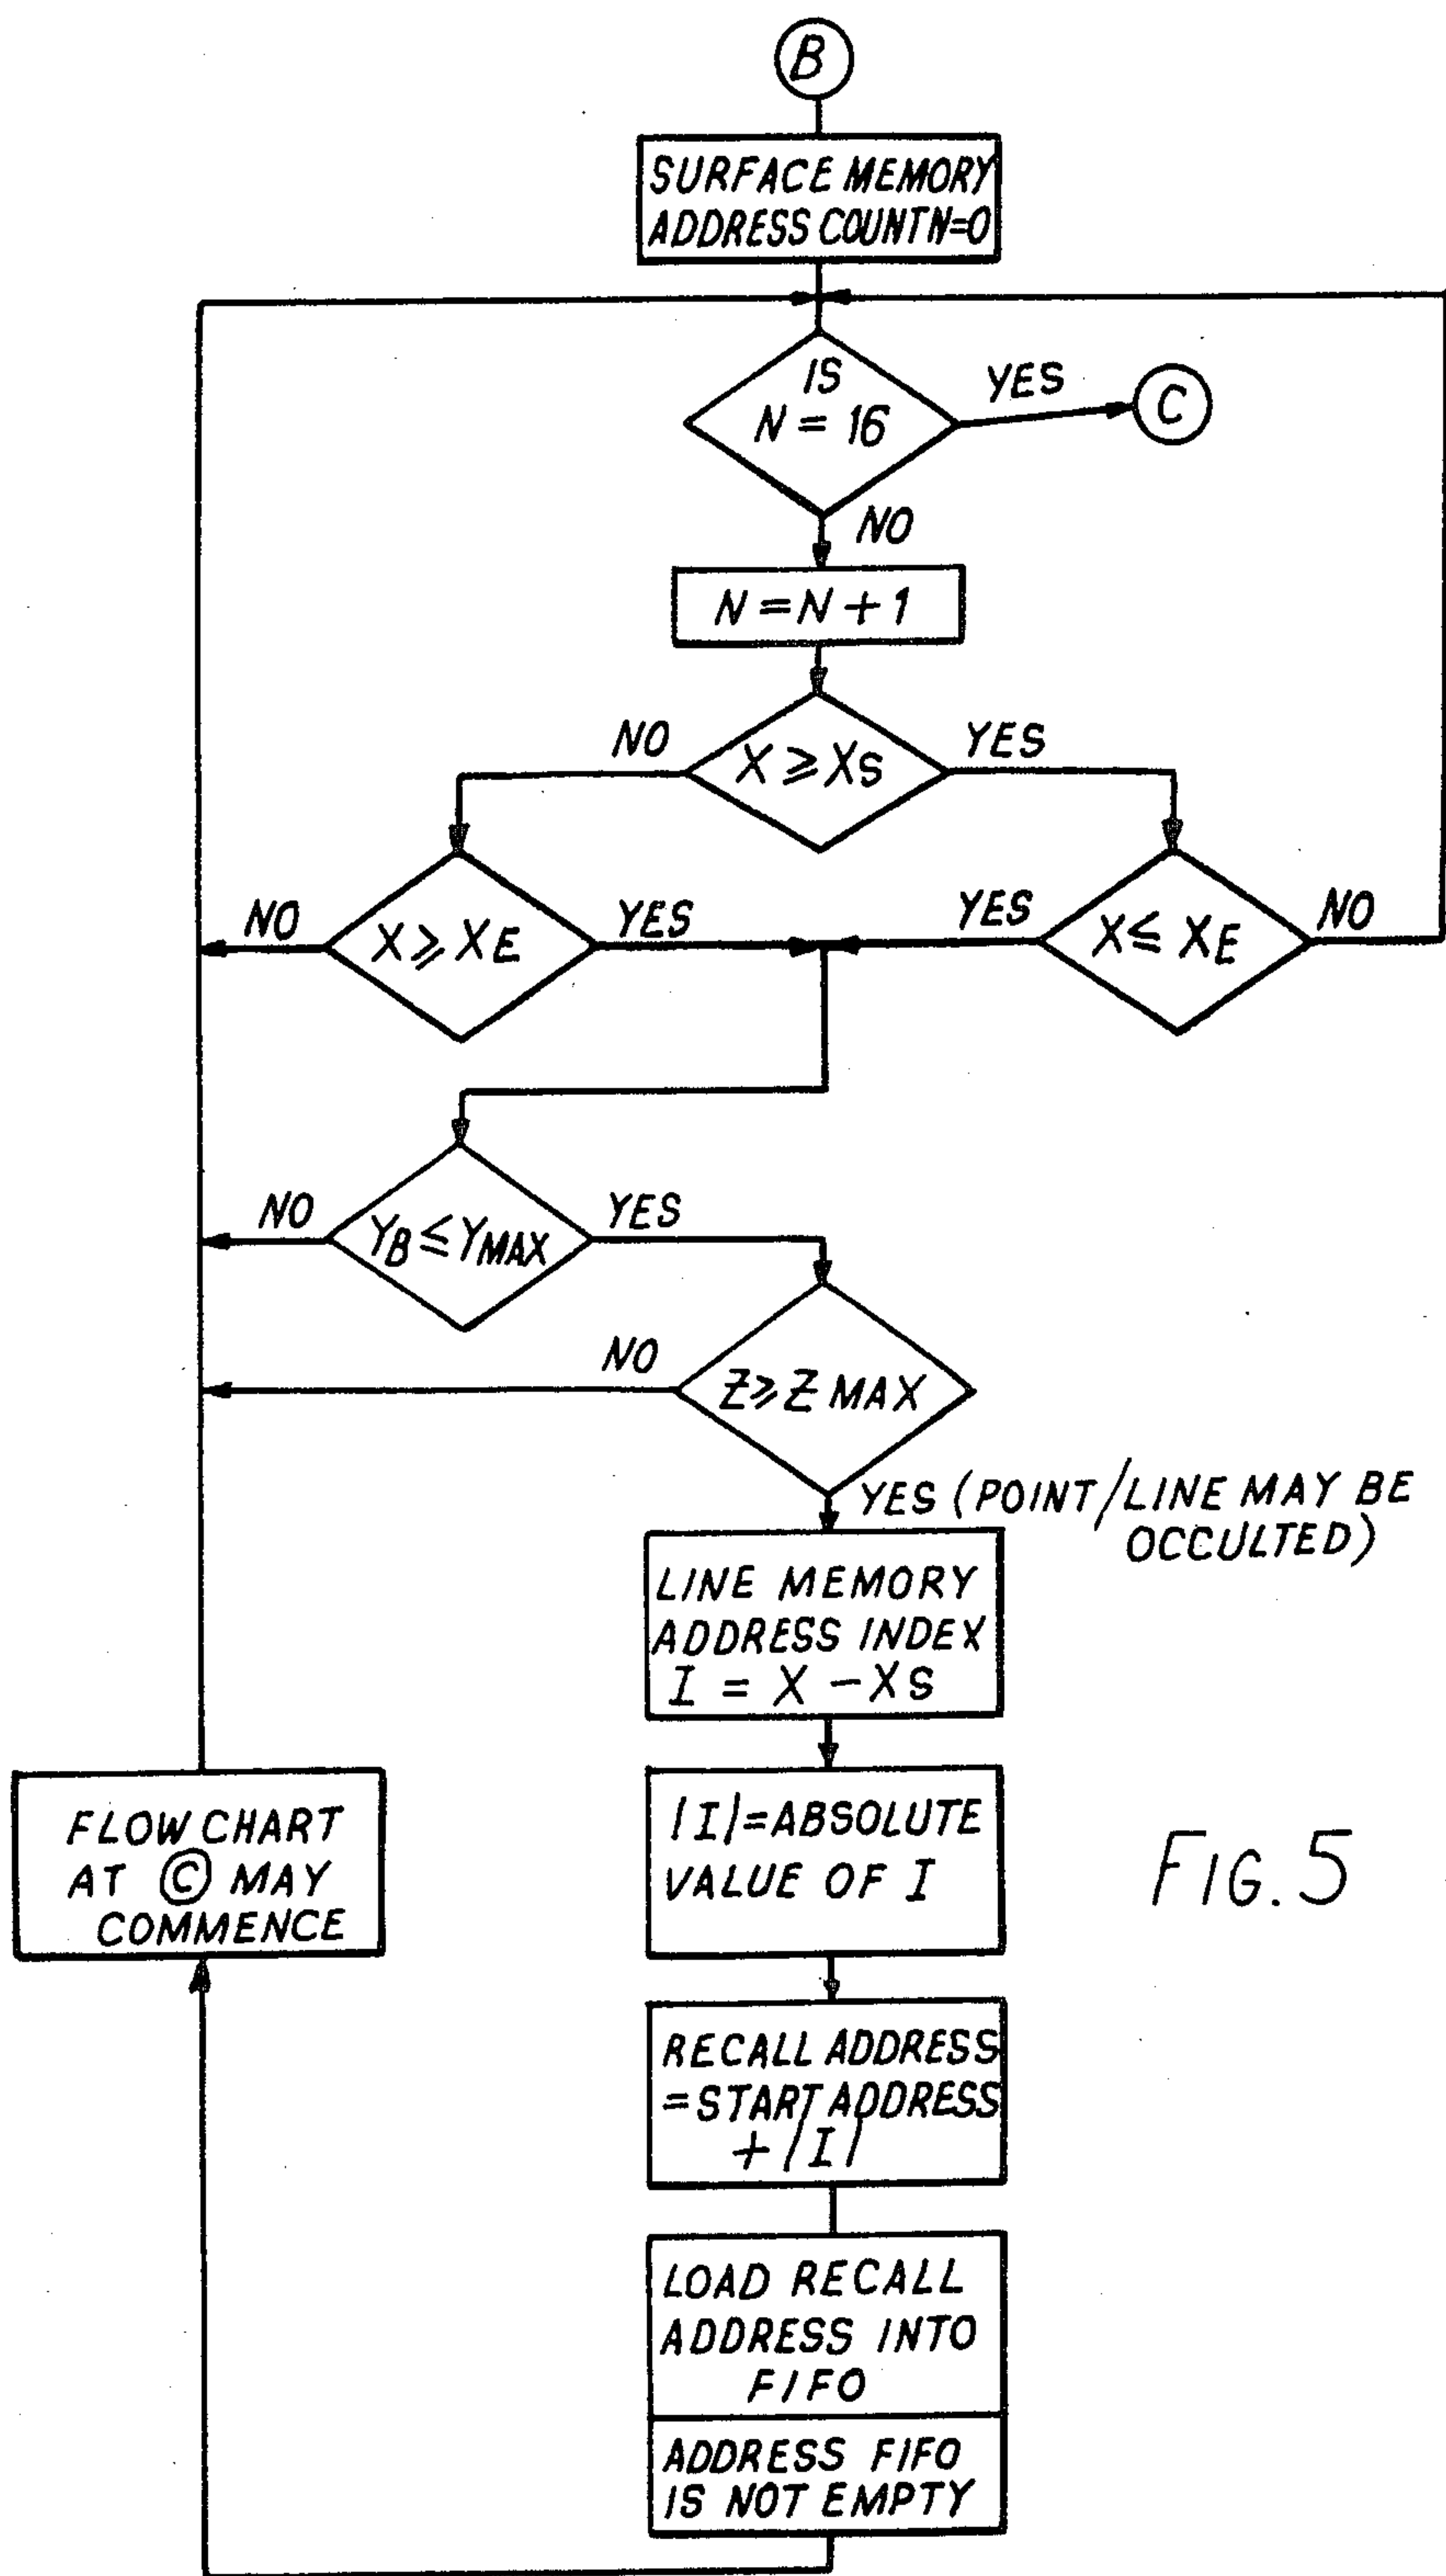 B
SURFACE MEMORY
ADDRESS COUNT N=0
IS
N = 16
YES
C
NO
N = N + 1
NO
X ≥ XS
YES
NO
X ≥ XE
YES
YES
X ≤ XE
NO
NO
YB ≤ YMAX
YES
NO
Z ≥ Z MAX
YES (POINT/LINE MAY BE
OCCULTED)
LINE MEMORY
ADDRESS INDEX
I = X - XS
|I| = ABSOLUTE
VALUE OF I
FLOW CHART
AT Ⓒ MAY
COMMENCE
FIG. 5
RECALL ADDRESS
= START ADDRESS
+ |I|
LOAD RECALL
ADDRESS INTO
FIFO
ADDRESS FIFO
IS NOT EMPTY